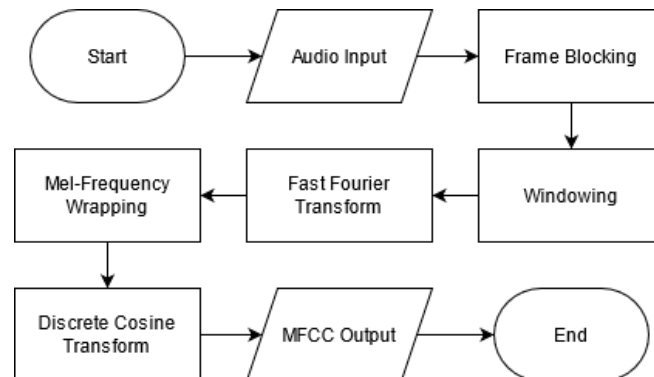 Start
Audio Input
Frame Blocking
Windowing
Fast Fourier
Transform
Mel-Frequency
Wrapping
Discrete Cosine
Transform
MFCC Output
End